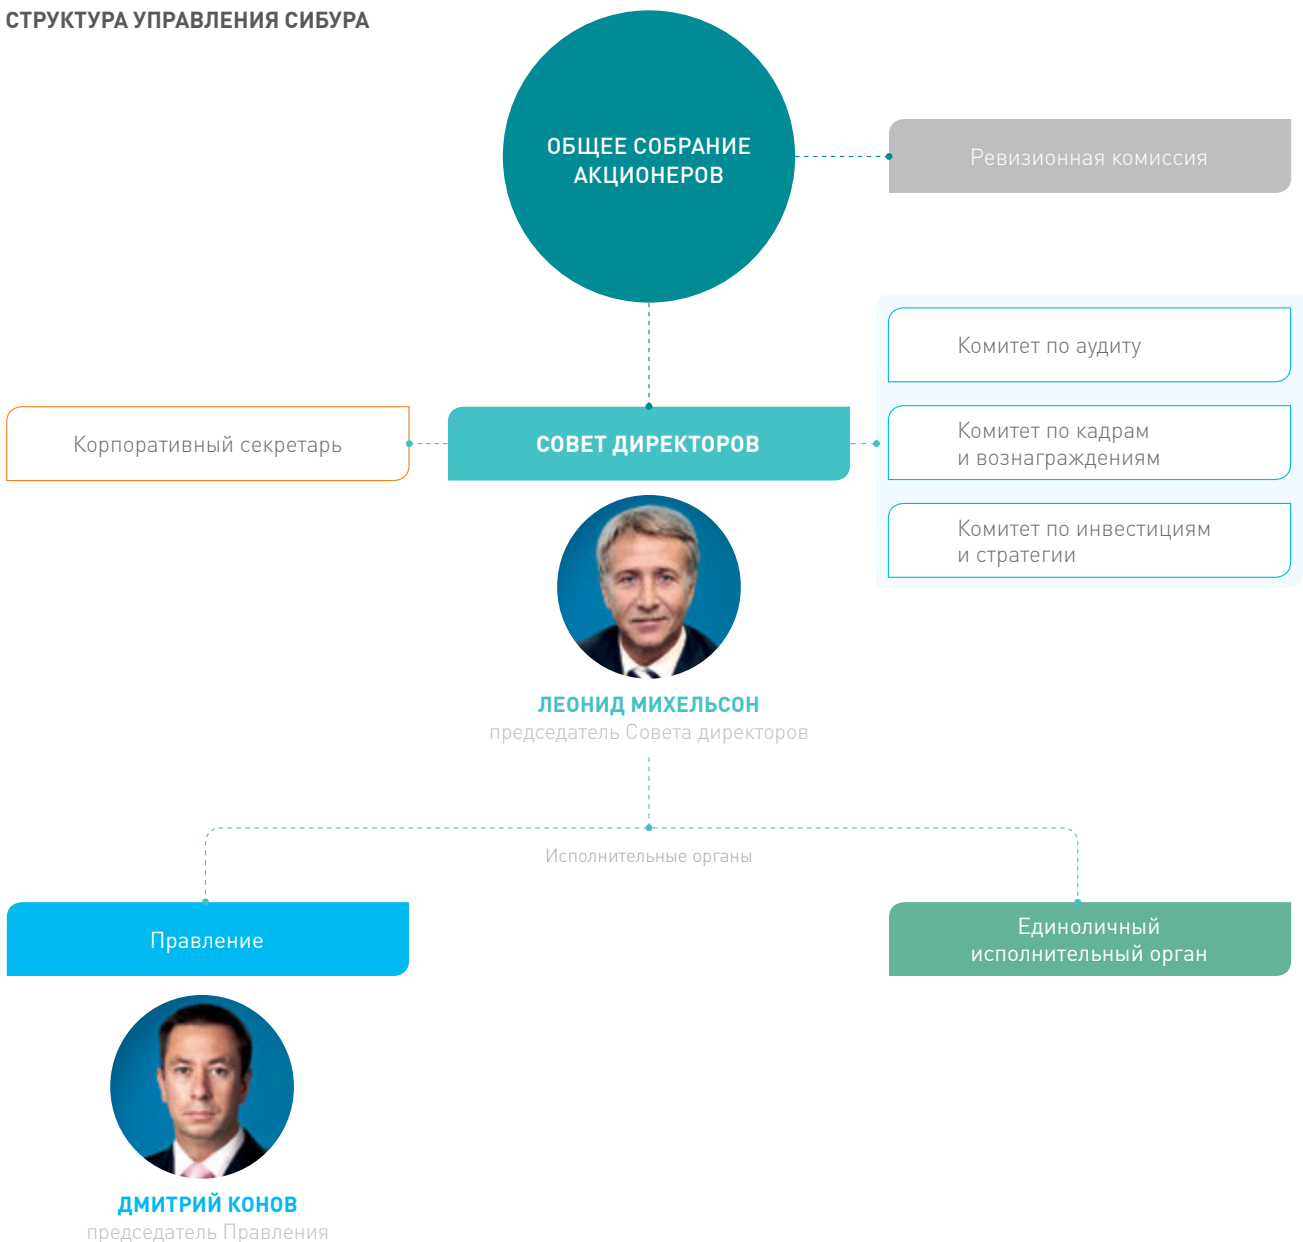 СТРУКТУРА УПРАВЛЕНИЯ СИБУРА
ОБЩЕЕ СОБРАНИЕ
АКЦИОНЕРОВ
Ревизионная комиссия
Комитет по аудиту
Корпоративный секретарь
СОВЕТ ДИРЕКТОРОВ
Комитет по кадрам
и вознаграждениям
Комитет по инвестициям
и стратегии
ЛЕОНИД МИХЕЛЬСОН
председатель Совета директоров
Исполнительные органы
Правление
Единоличный
исполнительный орган
ДМИТРИЙ КОНОВ
председатель Правления